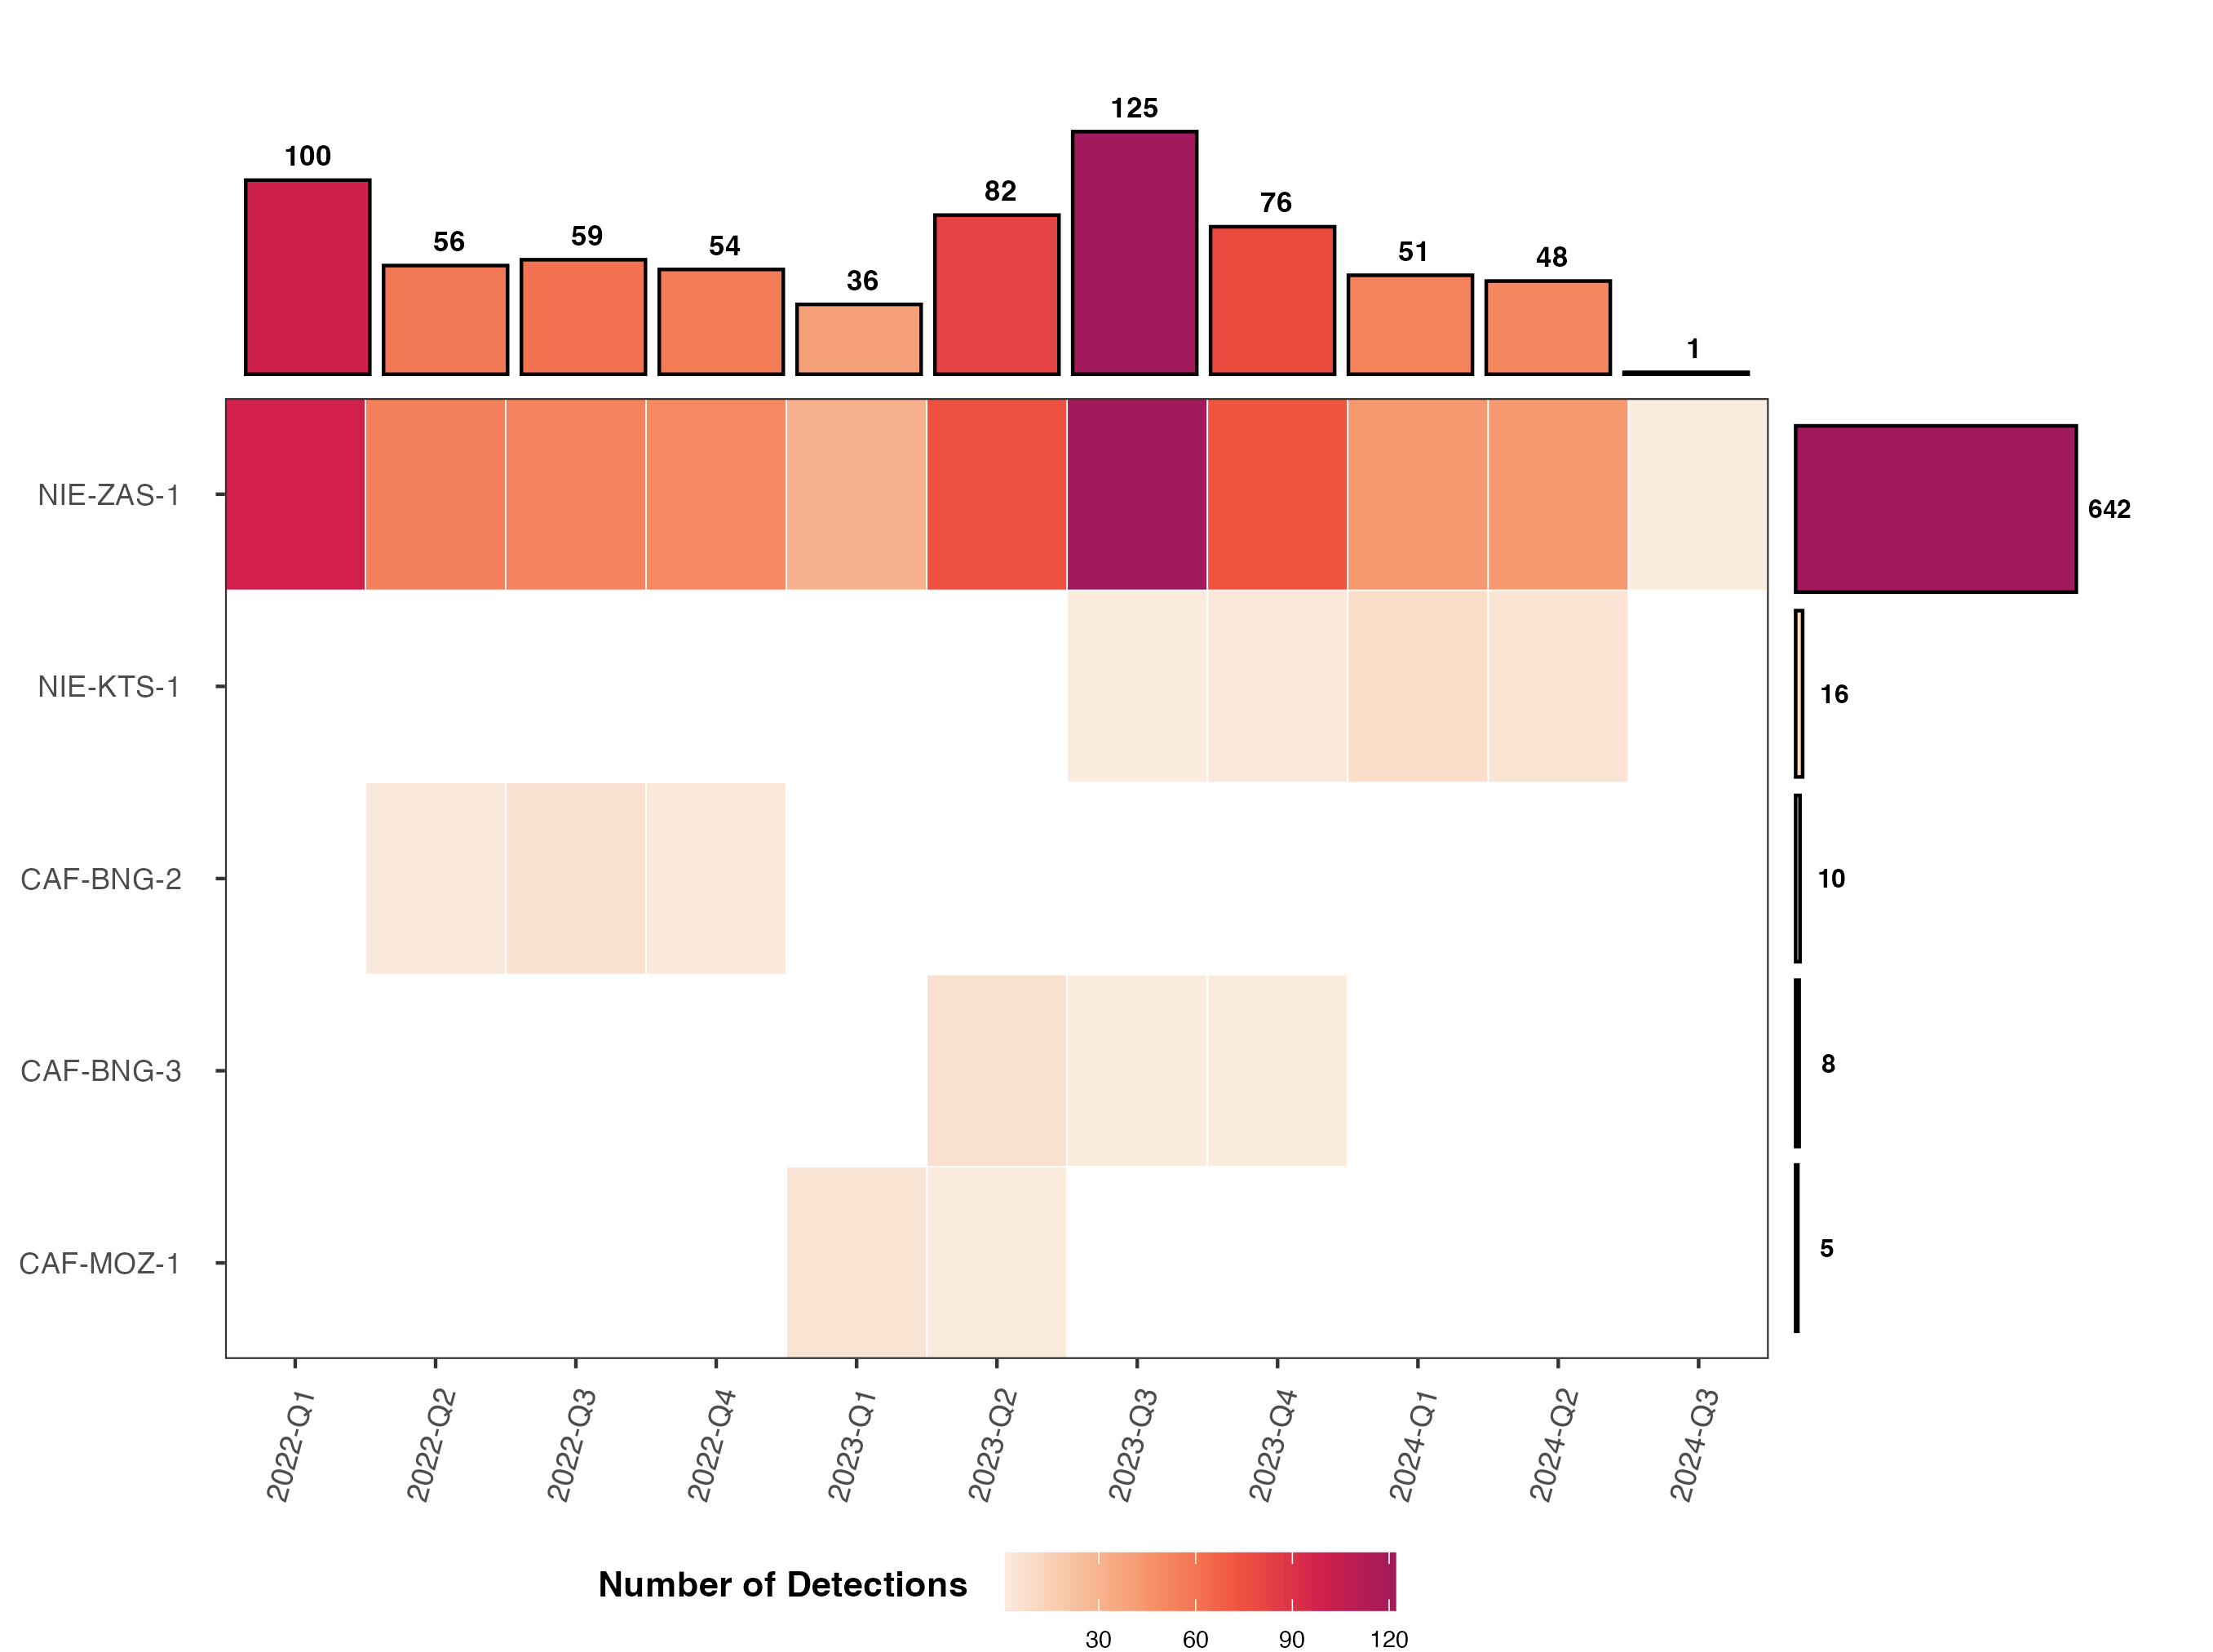 125
100
82
76
59
56
54
51
48
36
1
NIE-ZAS-1
642
NIE-KTS-1
16
CAF-BNG-2
10
CAF-BNG-3
8
CAF-MOZ-1
5
2022-Q1
2022-Q2
2022-Q3
2022-Q4
2023-Q1
2023-Q2
2023-Q3
2023-Q4
2024-Q1
2024-Q2
2024-Q3
Number of Detections
30 60 90 120